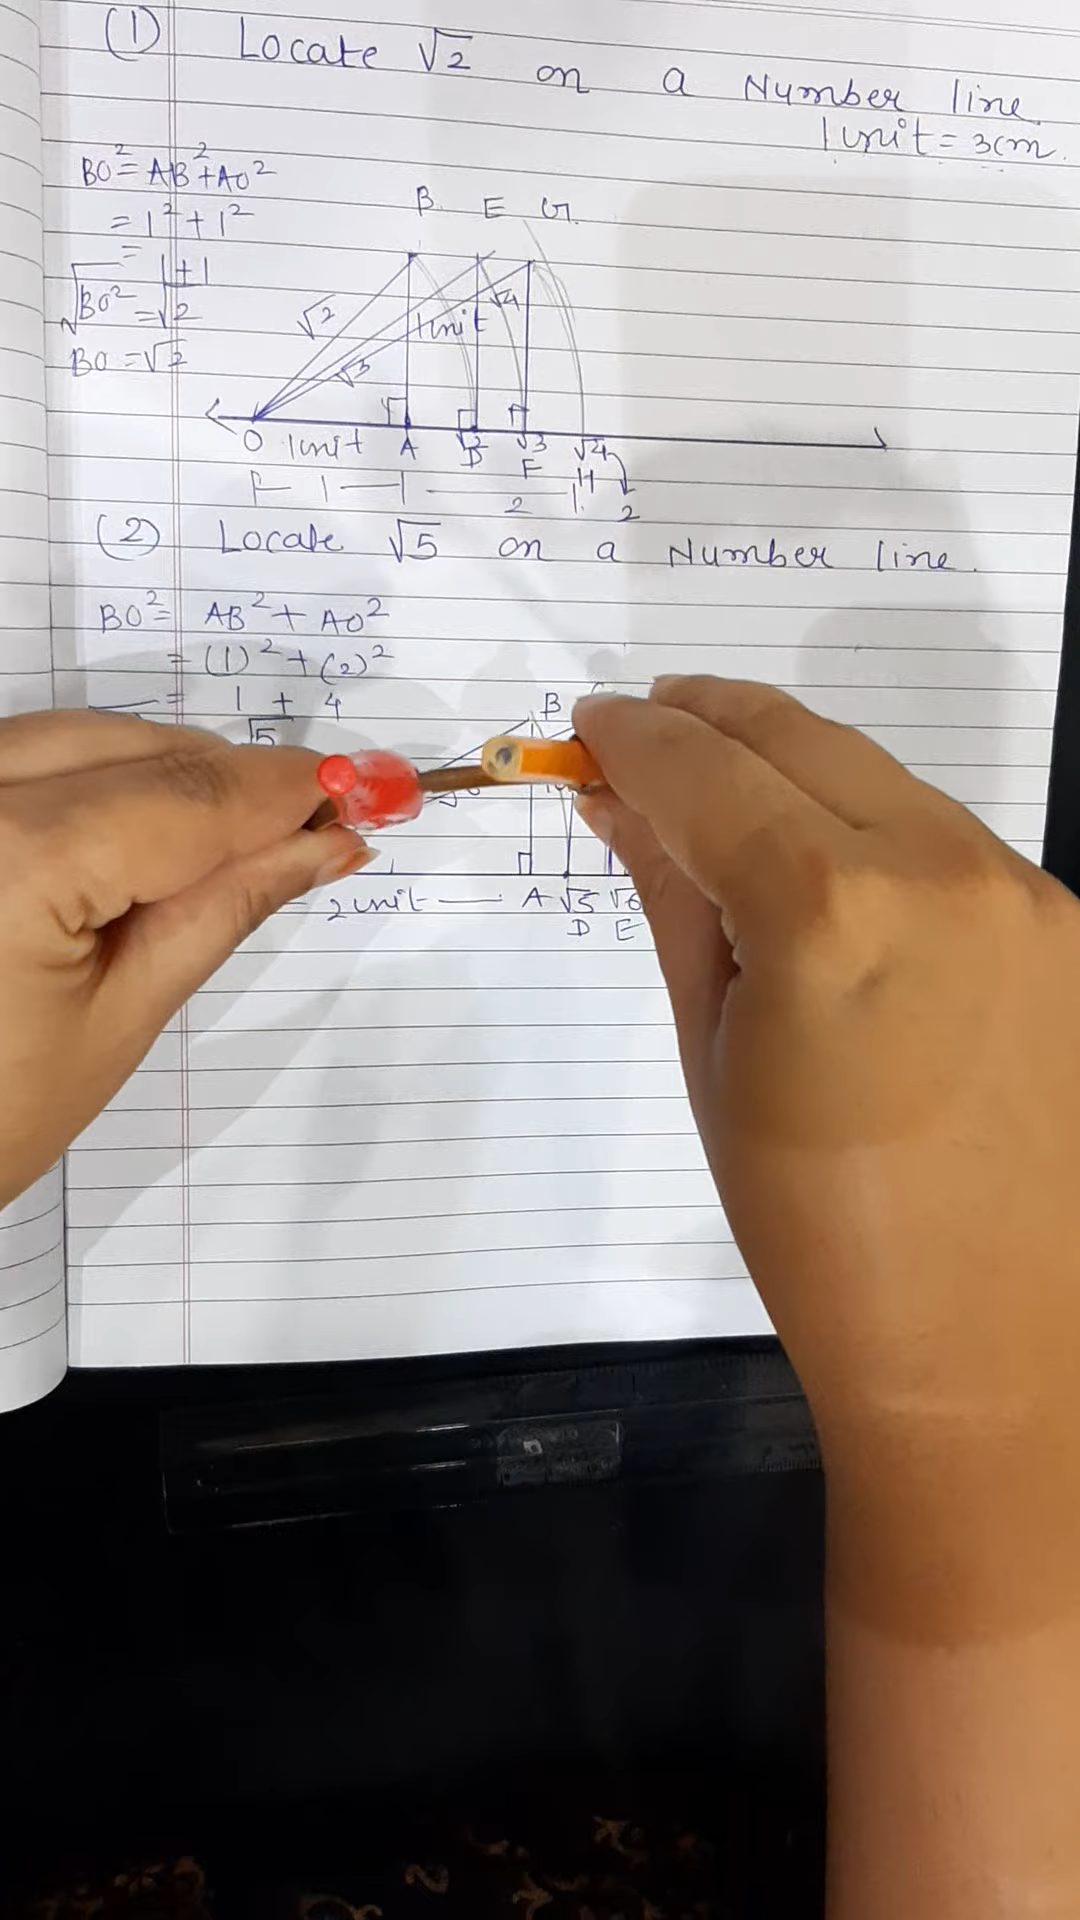 (1) Locate √2 on a Number line
1 unit = 3cm.
BO² = AB² + AO²
= 1² + 1²
= 1 + 1
√BO² = √2
BO = √2
B E G
√2 √4
1 unit
√3
O 1 unit A √2 √3 √4
D F H
1 2 2
(2) Locate √5 on a Number line.
BO² = AB² + AO²
= (1)² + (2)²
= 1 + 4
√5
B
2 unit A √5 √6
D E